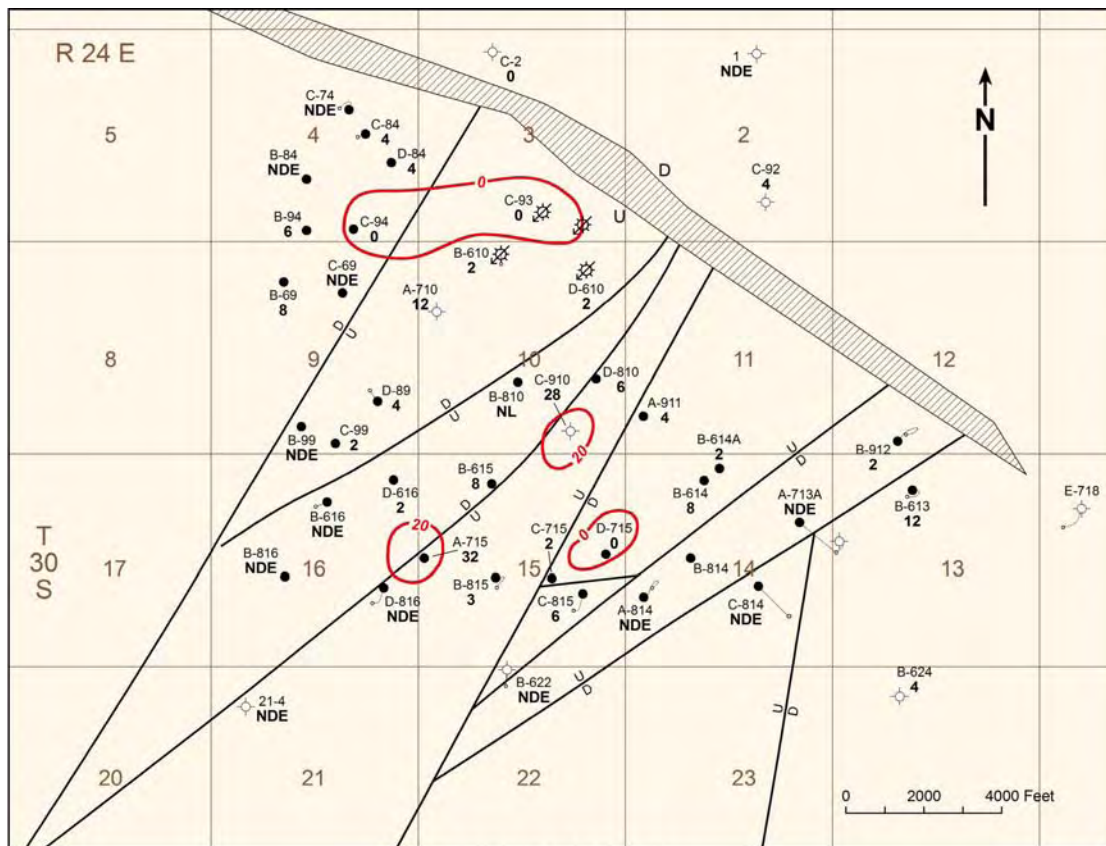 R 24 E
C-2
0
1
NDE
N
C-74
NDE
5
4
C-84
4
3
2
D-84
4
B-84
NDE
D
C-92
4
0
C-93
0
U
B-94
6
C-94
0
B-610
2
C-69
NDE
D-610
2
B-69
8
A-710
12
D
U
8
9
10
11
12
D-89
4
D
U
B-810
NL
C-910
28
D-810
6
A-911
4
B-99
NDE
C-99
2
20
B-614A
2
U
D
B-912
2
D-616
2
B-615
8
B-614
8
A-713A
NDE
B-613
12
E-718
B-616
NDE
D
U
U
D
20
C-715
2
D-715
0
0
T
30
S
17
B-816
NDE
16
A-715
32
15
B-814
14
13
D-816
NDE
B-815
3
C-815
6
A-814
NDE
C-814
NDE
U
D
B-622
NDE
B-624
4
21-4
NDE
U
D
20
21
22
23
0 2000 4000 Feet